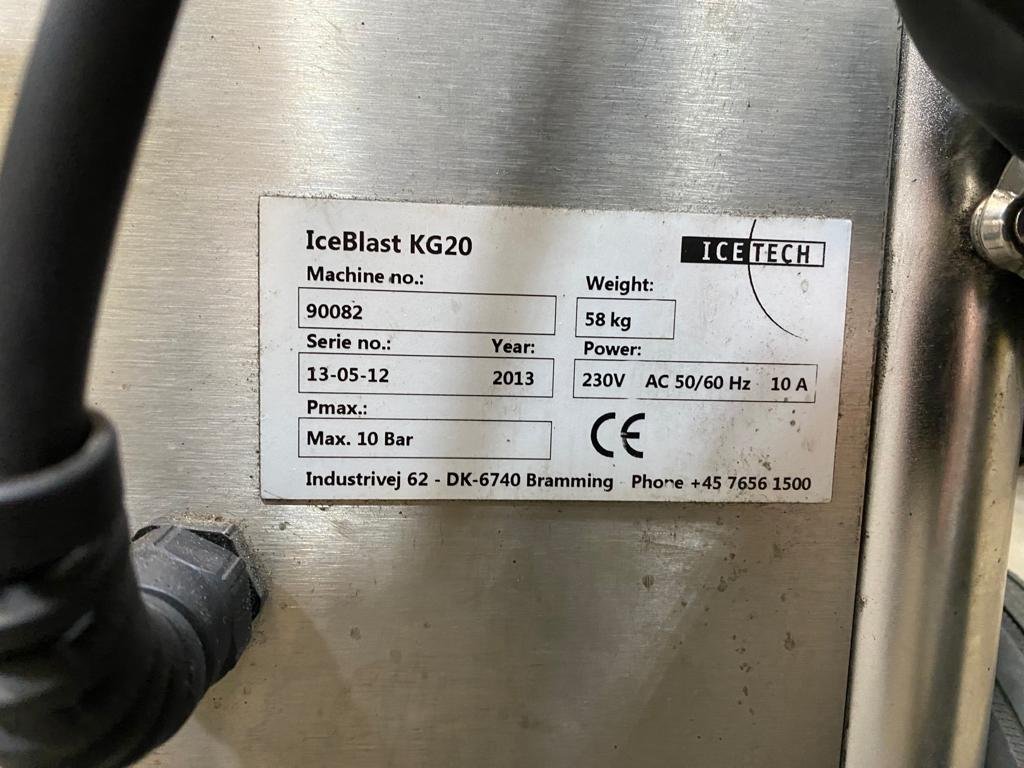 IceBlast KG20
ICETECH
Machine no.:
90082
Weight:
58 kg
Serie no.: Year:
13-05-12 2013
Power:
230V AC 50/60 Hz 10 A
Pmax.:
Max. 10 Bar
CE
Industrivej 62 - DK-6740 Bramming Phone +45 7656 1500